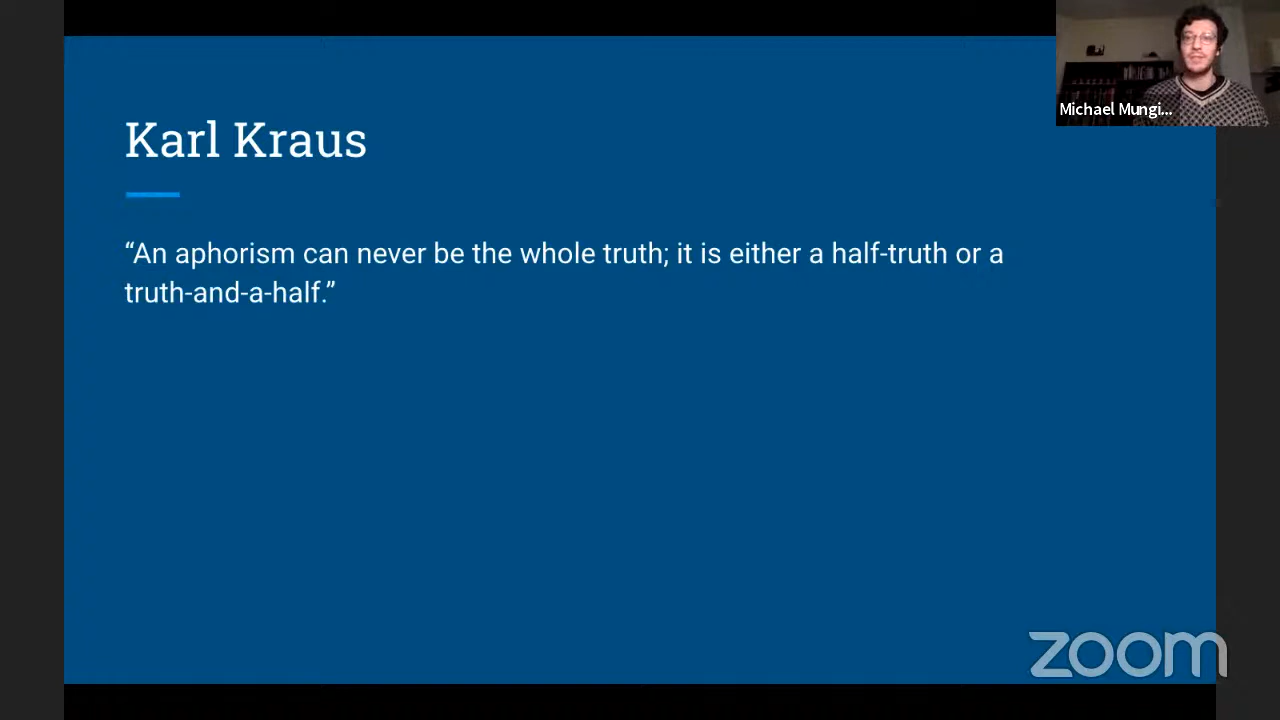 Karl Kraus
“An aphorism can never be the whole truth; it is either a half-truth or a
truth-and-a-half.”
Michael Mungi...
zoom